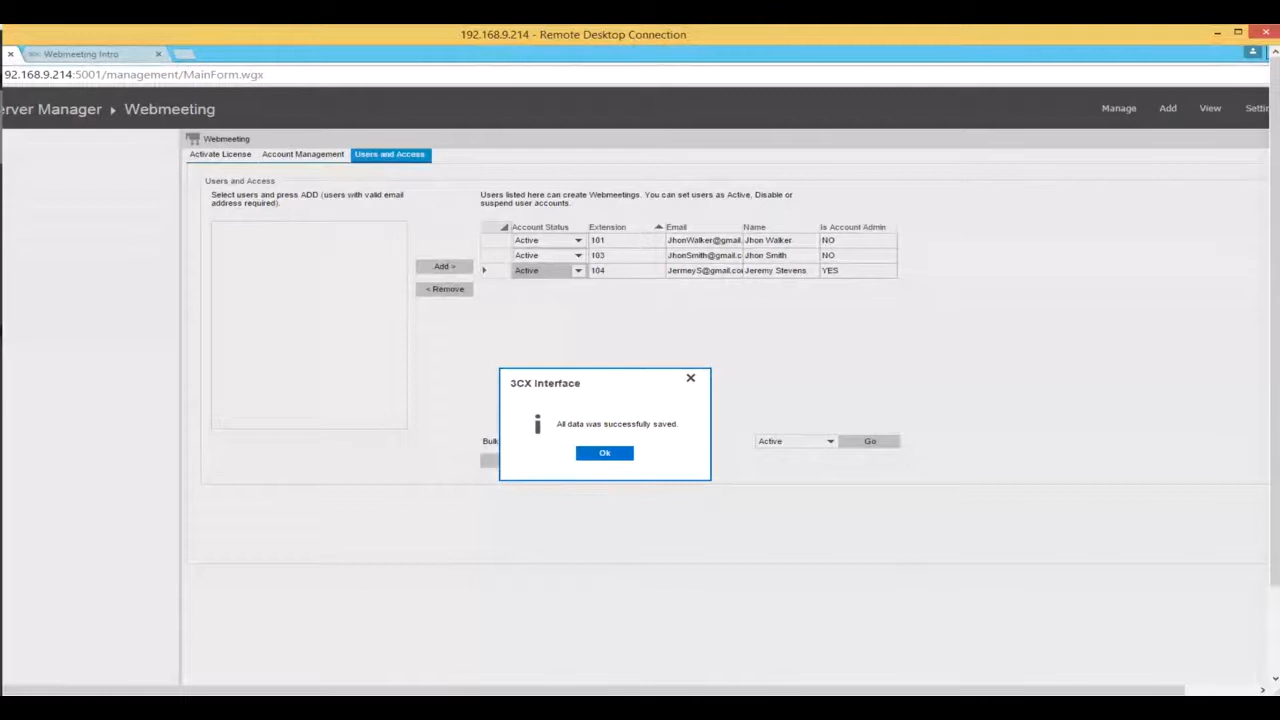 192.168.9.214 - Remote Desktop Connection
Webmeeting Intro
92.168.9.214:5001/management/MainForm.wgx
erver Manager ▸ Webmeeting
Manage Add View Settin
Webmeeting
Activate License Account Management Users and Access
Users and Access
Select users and press ADD (users with valid email
address required).
Users listed here can create Webmeetings. You can set users as Active, Disable or
suspend user accounts.
Account Status Extension Email Name Is Account Admin
Active 101 JhonWalker@gmail. Jhon Walker NO
Active 103 JhonSmith@gmail.c Jhon Smith NO
Active 104 JermeyS@gmail.co Jeremy Stevens YES
Add >
< Remove
3CX Interface
All data was successfully saved.
Ok
Bulk
Active Go